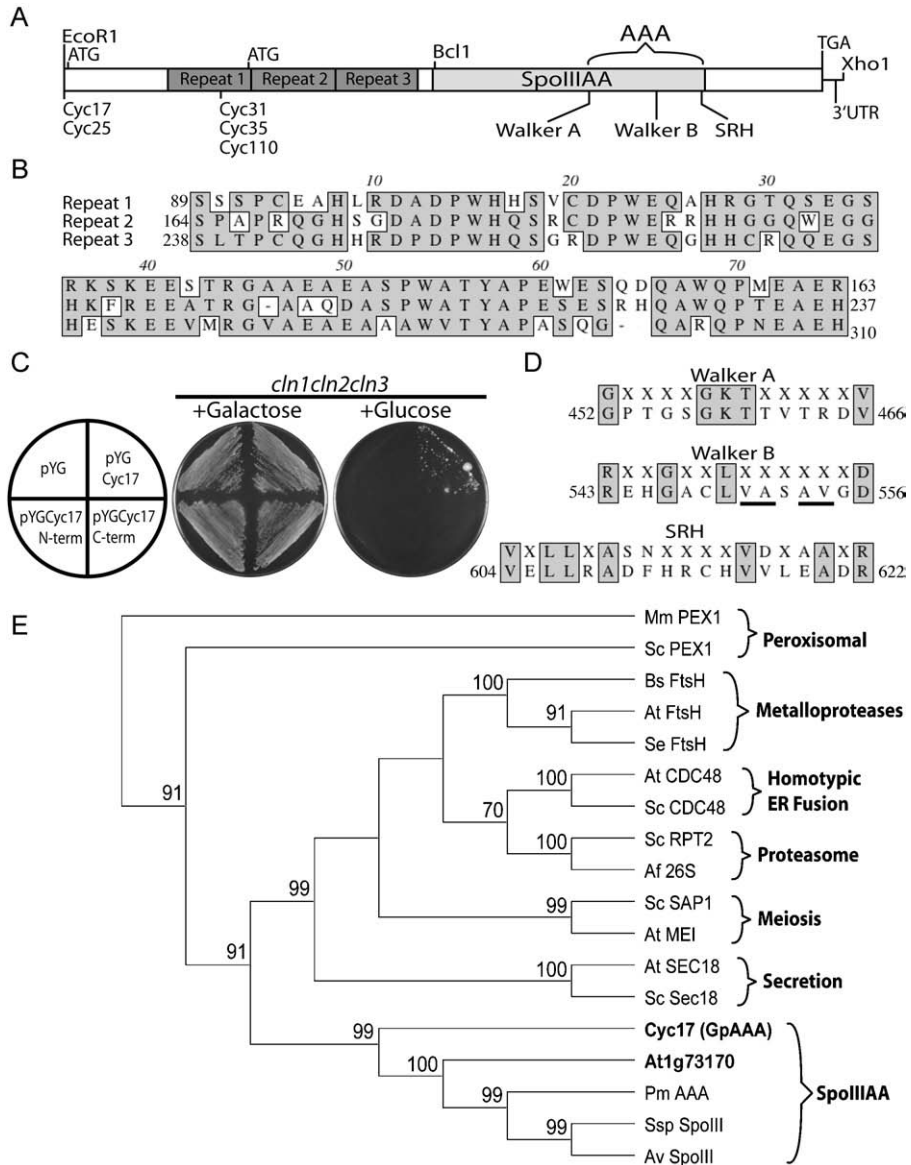 A
EcoR1
ATG
ATG
Bcl1
AAA
TGA
Xho1
Repeat 1
Repeat 2
Repeat 3
SpoIIIAA
3'UTR
Cyc17
Cyc25
Cyc31
Cyc35
Cyc110
Walker A
Walker B
SRH
B
10 20 30
Repeat 1 89 S S S P C E A H L R D A D P W H H S V C D P W E Q A H R G T Q S E G S
Repeat 2 164 S P A P R Q G H S G D A D P W H Q S R C D P W E R R H H G G Q W E G G
Repeat 3 238 S L T P C Q G H H R D P D P W H Q S G R D P W E Q G H H C R Q Q E G S
40 50 60 70
R K S K E E S T R G A A E A E A S P W A T Y A P E W E S Q D Q A W Q P M E A E R 163
H K F R E E A T R G - A A Q D A S P W A T Y A P E S E S R H Q A W Q P T E A E H 237
H E S K E E V M R G V A E A E A A A W V T Y A P A S Q G - Q A R Q P N E A E H 310
C
cln1cln2cln3
+Galactose
+Glucose
pYG
pYG
Cyc17
pYGCyc17
N-term
pYGCyc17
C-term
D
Walker A
G X X X X G K T X X X X X X V
452 G P T G S G K T T V T R D V 466
Walker B
R X X G X X L X X X X X X D
543 R E H G A C L V A S A V G D 556
SRH
V X L L X A S N X X X X V D X A A X R
604 V E L L R A D F H R C H V V L E A D R 622
E
Mm PEX1
Sc PEX1
Peroxisomal
Bs FtsH
At FtsH
Se FtsH
Metalloproteases
At CDC48
Sc CDC48
Homotypic
ER Fusion
Sc RPT2
Af 26S
Proteasome
Sc SAP1
At MEI
Meiosis
At SEC18
Sc Sec18
Secretion
Cyc17 (GpAAA)
At1g73170
Pm AAA
Ssp SpoIII
Av SpoIII
SpoIIIAA
100
91
100
70
100
91
99
99
100
91
99
100
99
99